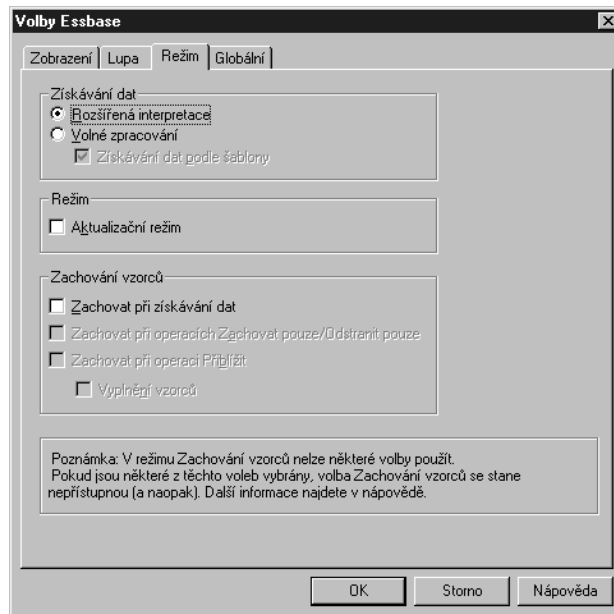 Volby Essbase
Zobrazení Lupa Režim Globální
Získávání dat
Rozšířená interpretace
Volné zpracování
Získávání dat podle šablony
Režim
Aktualizační režim
Zachování vzorců
Zachovat při získávání dat
Zachovat při operacích Zachovat pouze/Odstranit pouze
Zachovat při operaci Přiblížit
Vyplnění vzorců
Poznámka: V režimu Zachování vzorců nelze některé volby použít.
Pokud jsou některé z těchto voleb vybrány, volba Zachování vzorců se stane
nepřístupnou (a naopak). Další informace najdete v nápovědě.
OK Storno Nápověda